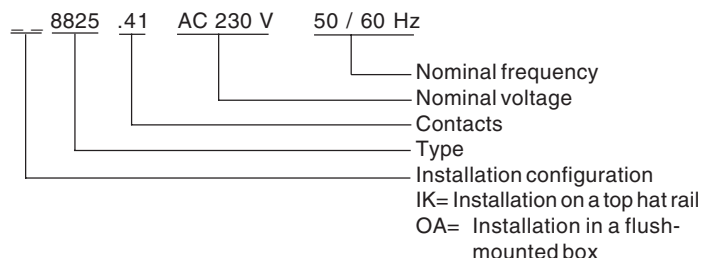 _ _ 8825 .41 AC 230 V 50 / 60 Hz
Nominal frequency
Nominal voltage
Contacts
Type
Installation configuration
IK= Installation on a top hat rail
OA= Installation in a flush-
mounted box